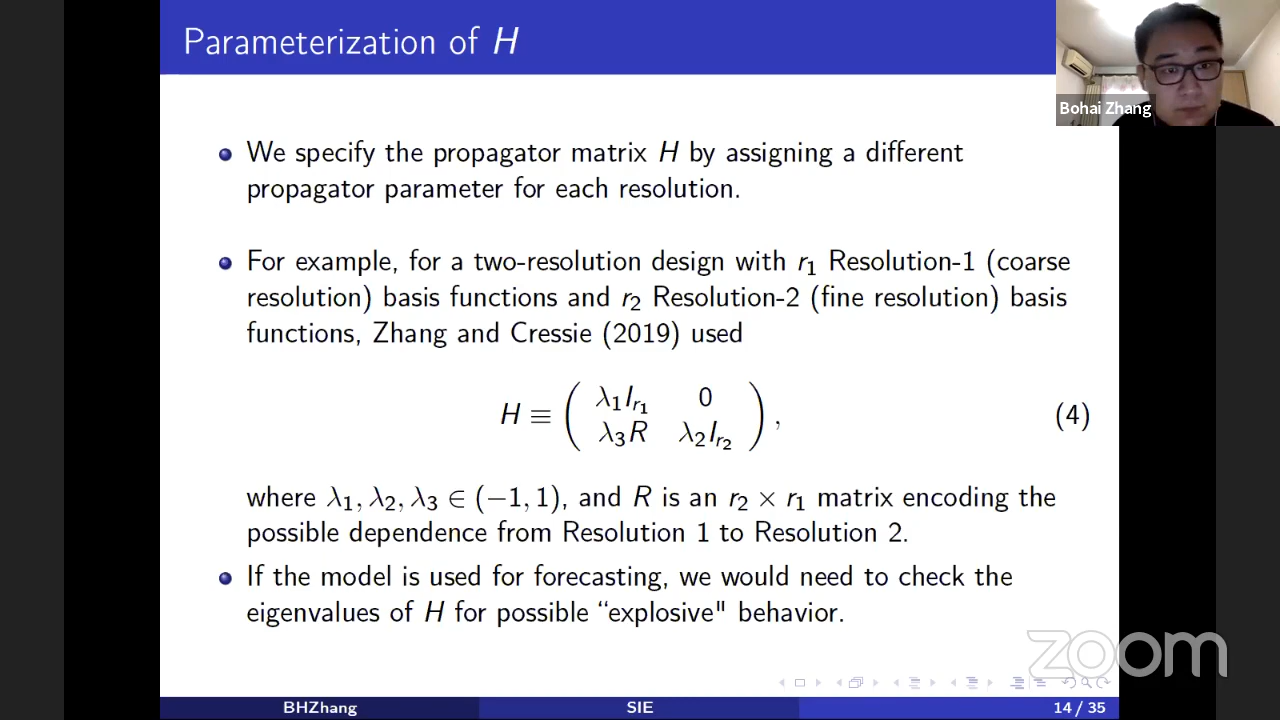 Parameterization of H
Bohai Zhang
We specify the propagator matrix H by assigning a different
propagator parameter for each resolution.
For example, for a two-resolution design with r₁ Resolution-1 (coarse
resolution) basis functions and r₂ Resolution-2 (fine resolution) basis
functions, Zhang and Cressie (2019) used
H ≡ ( λ₁I_{r₁} 0
λ₃R λ₂I_{r₂} ) , (4)
where λ₁, λ₂, λ₃ ∈ (−1, 1), and R is an r₂ × r₁ matrix encoding the
possible dependence from Resolution 1 to Resolution 2.
If the model is used for forecasting, we would need to check the
eigenvalues of H for possible “explosive" behavior.
zoom
BHZhang SIE 14 / 35